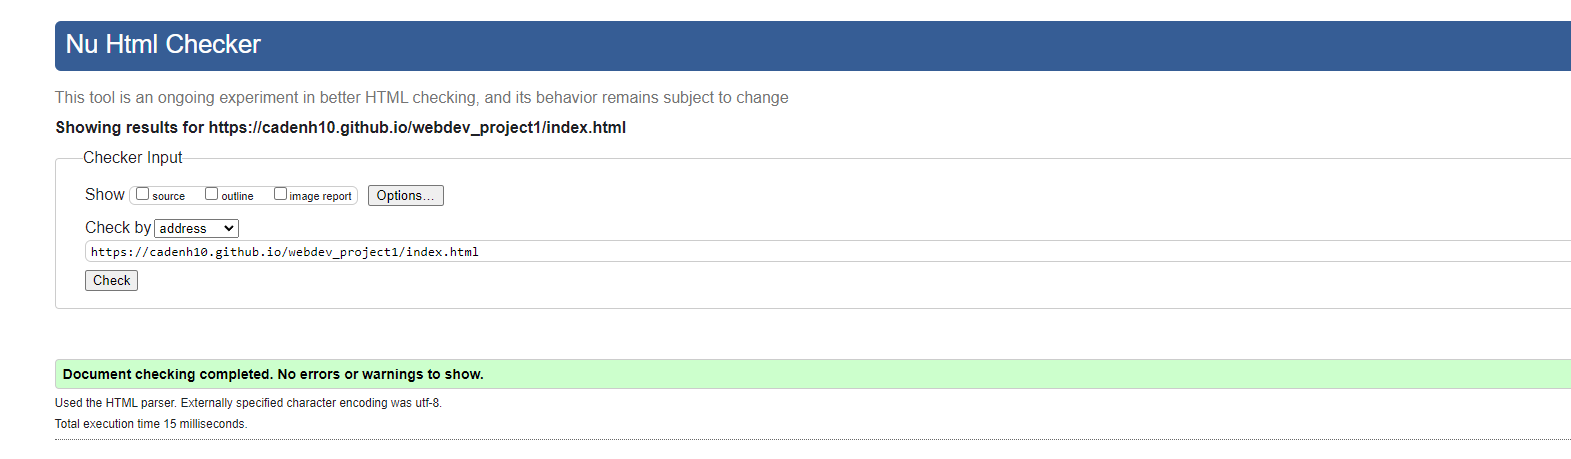 Nu Html Checker
This tool is an ongoing experiment in better HTML checking, and its behavior remains subject to change
Showing results for https://cadenh10.github.io/webdev_project1/index.html
Checker Input
Show source outline image report Options...
Check by address
https://cadenh10.github.io/webdev_project1/index.html
Check
Document checking completed. No errors or warnings to show.
Used the HTML parser. Externally specified character encoding was utf-8.
Total execution time 15 milliseconds.